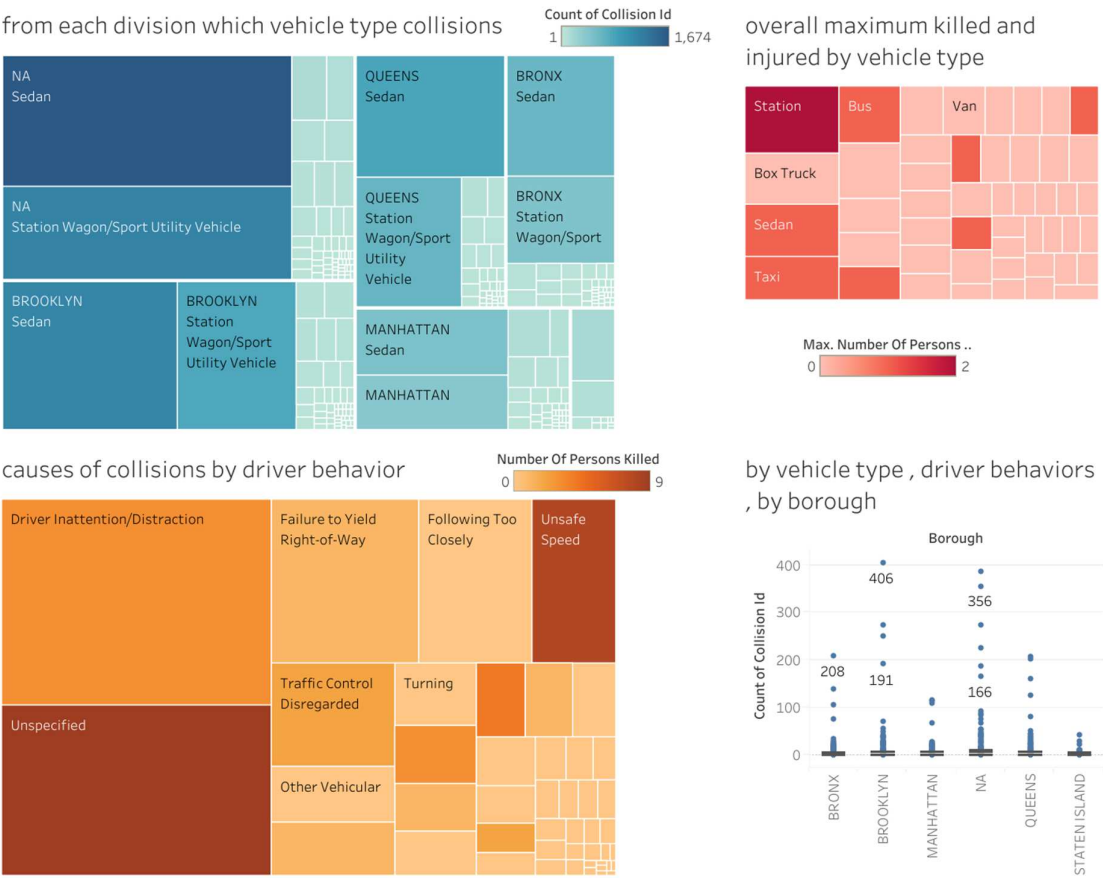 from each division which vehicle type collisions
Count of Collision Id
1
1,674
NA
Sedan
NA
Station Wagon/Sport Utility Vehicle
BROOKLYN
Sedan
BROOKLYN
Station
Wagon/Sport
Utility Vehicle
QUEENS
Sedan
QUEENS
Station
Wagon/Sport
Utility
Vehicle
BRONX
Sedan
BRONX
Station
Wagon/Sport
MANHATTAN
Sedan
MANHATTAN
overall maximum killed and
injured by vehicle type
Station
Bus
Van
Box Truck
Sedan
Taxi
Max. Number Of Persons ..
0
2
causes of collisions by driver behavior
Number Of Persons Killed
0
9
Driver Inattention/Distraction
Unspecified
Failure to Yield
Right-of-Way
Following Too
Closely
Unsafe
Speed
Traffic Control
Disregarded
Turning
Other Vehicular
by vehicle type , driver behaviors
, by borough
Borough
Count of Collision Id
400
300
200
100
0
208
406
191
356
166
BRONX
BROOKLYN
MANHATTAN
NA
QUEENS
STATEN ISLAND